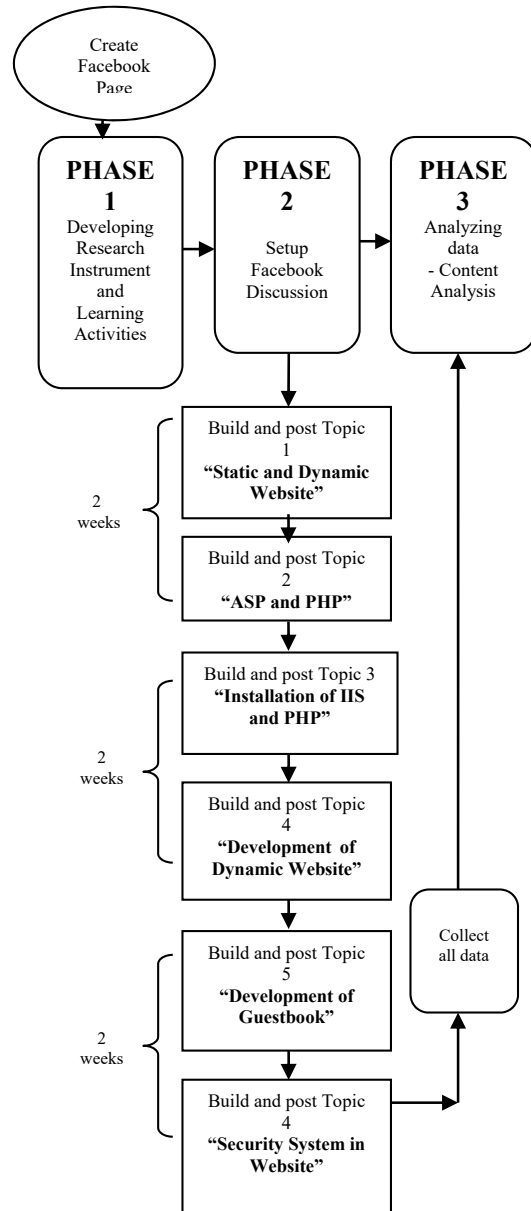 Create
Facebook
Page
PHASE
1
Developing
Research
Instrument
and
Learning
Activities
PHASE
2
Setup
Facebook
Discussion
PHASE
3
Analyzing
data
- Content
Analysis
2
weeks
Build and post Topic
1
“Static and Dynamic
Website”
Build and post Topic
2
“ASP and PHP”
2
weeks
Build and post Topic 3
“Installation of IIS
and PHP”
Build and post Topic
4
“Development of
Dynamic Website”
2
weeks
Build and post Topic
5
“Development of
Guestbook”
Build and post Topic
4
“Security System in
Website”
Collect
all data